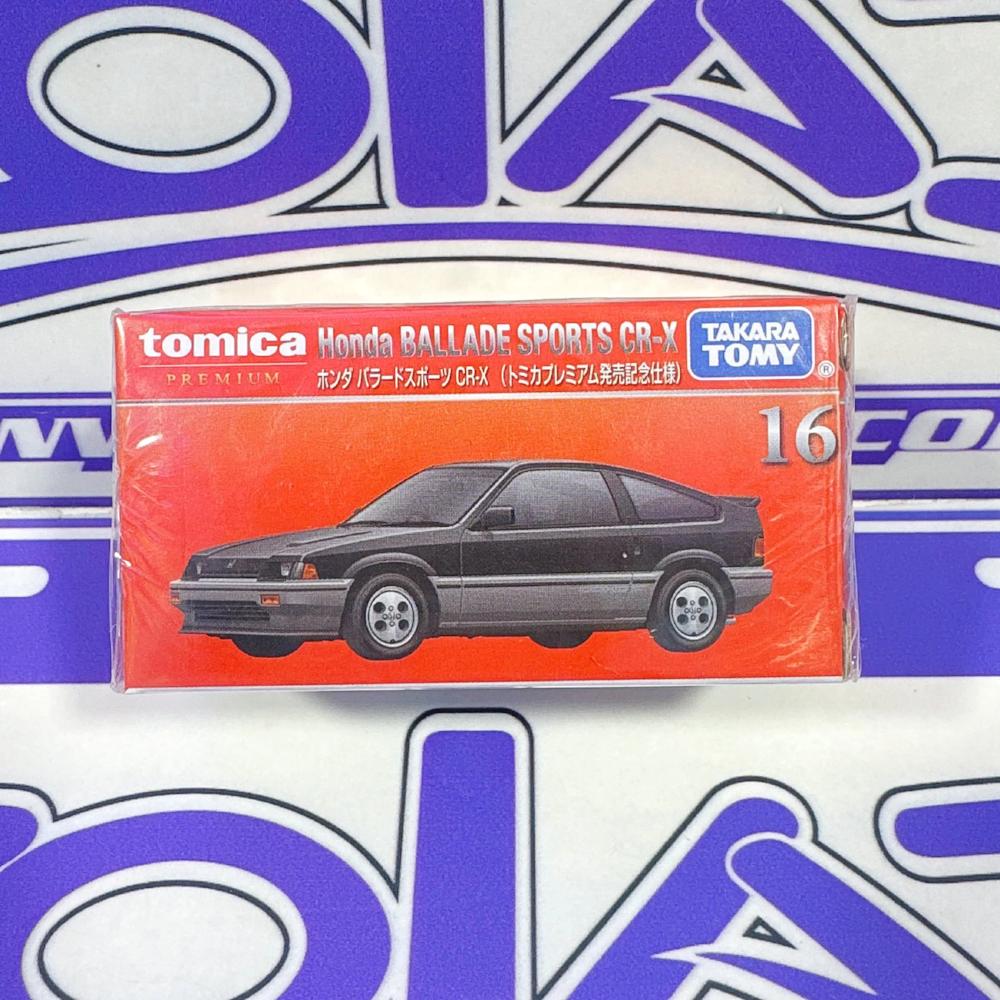 tomica
PREMIUM
Honda BALLADE SPORTS CR-X
ホンダ バラードスポーツ CR-X （トミカプレミアム発売記念仕様）
TAKARA
TOMY®
16